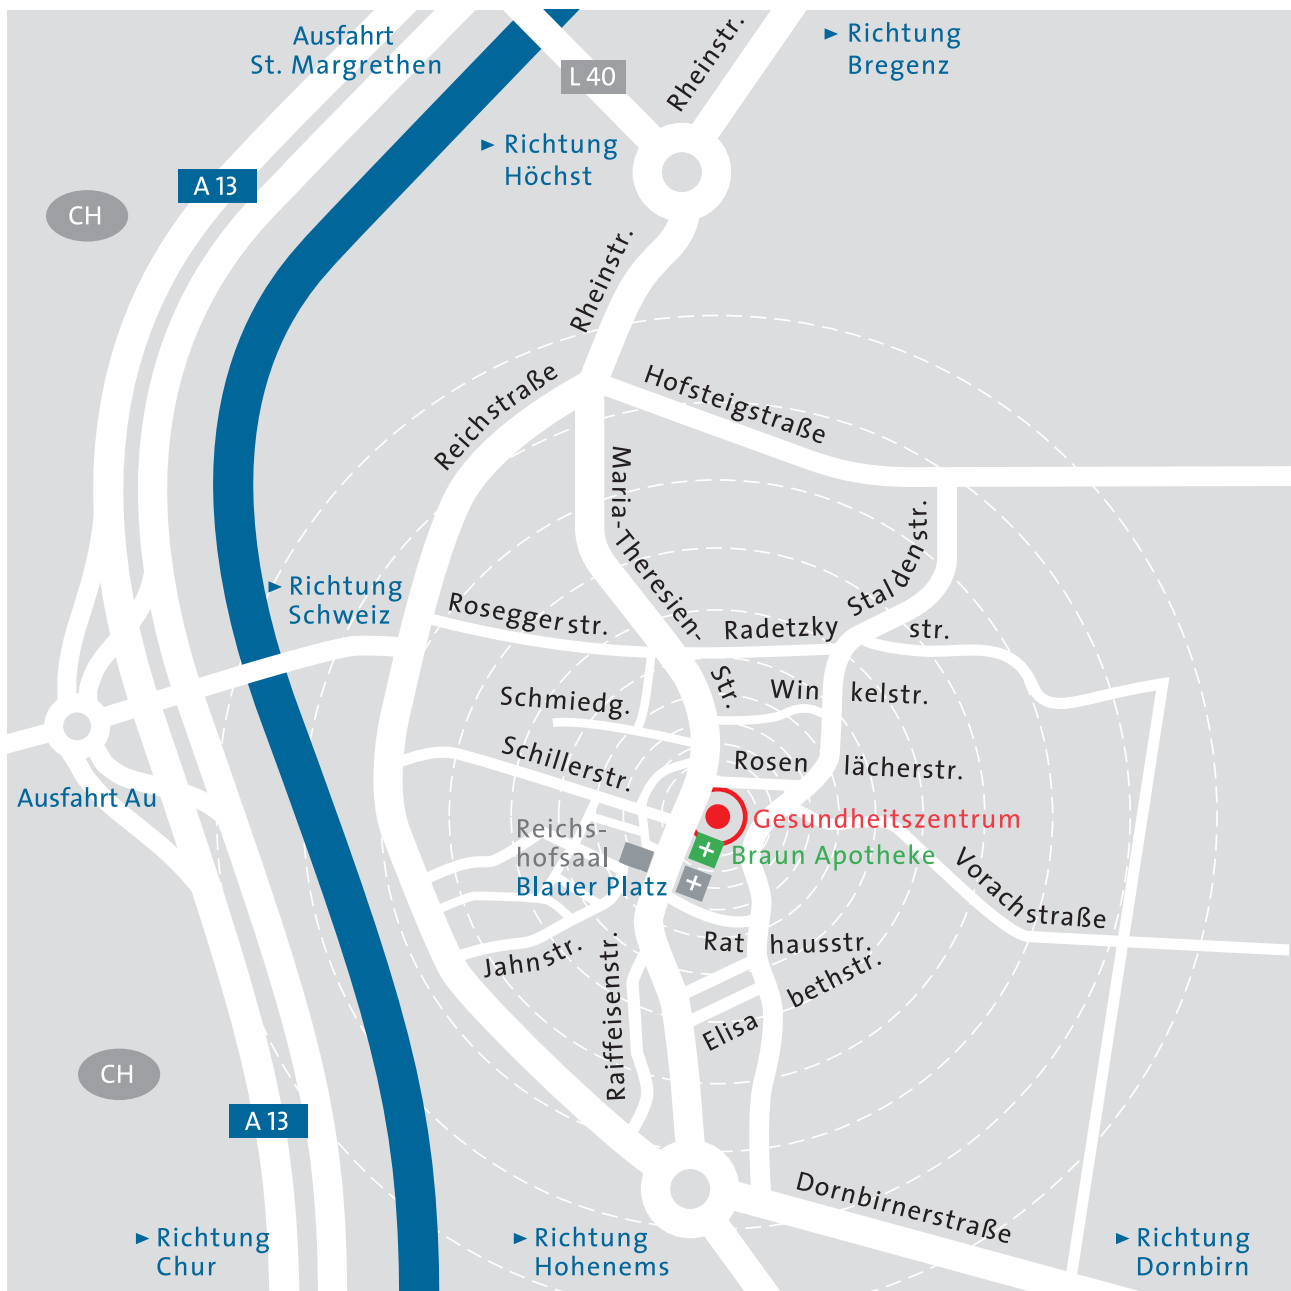 Ausfahrt
St. Margrethen
► Richtung
Bregenz
L 40
Rheinstr.
► Richtung
Höchst
A 13
CH
Rheinstr.
Reichstraße
Hofsteigstraße
Maria-Theresien-
Str.
Staldenstr.
► Richtung
Schweiz
Roseggerstr.
Radetzky
str.
Schmiedg.
Win
kelstr.
Schillerstr.
Rosen
lächerstr.
Ausfahrt Au
Gesundheitszentrum
Reichs-
hofsaal
Braun Apotheke
Blauer Platz
Vorachstraße
Jahnstr.
Raiffeisenstr.
Rat
hausstr.
Elisa
bethstr.
CH
A 13
Dornbirnerstraße
► Richtung
Chur
► Richtung
Hohenems
► Richtung
Dornbirn